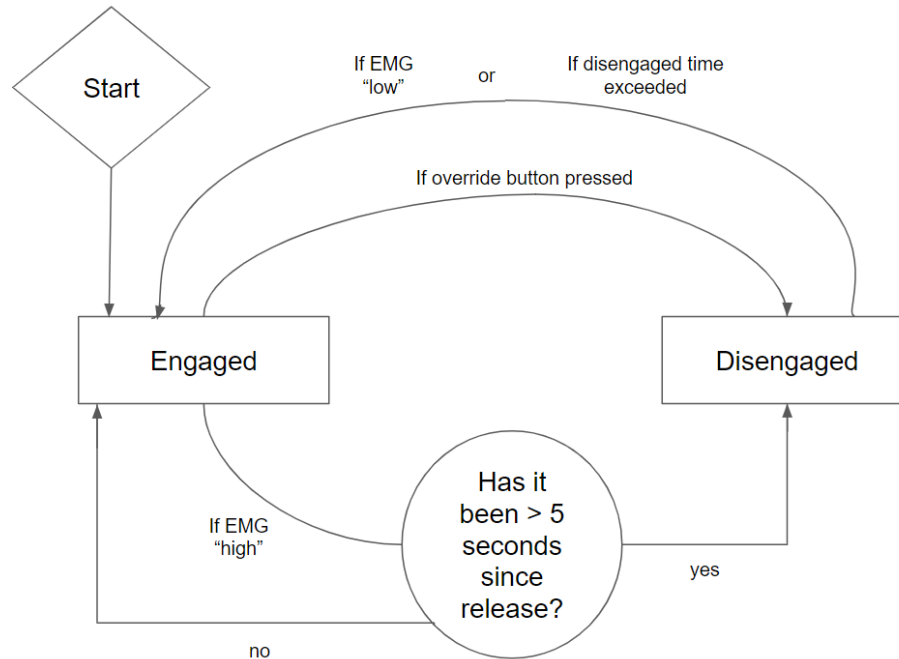 Start
If EMG
“low”
or
If disengaged time
exceeded
If override button pressed
Engaged
Disengaged
Has it
been > 5
seconds
since
release?
If EMG
“high”
yes
no